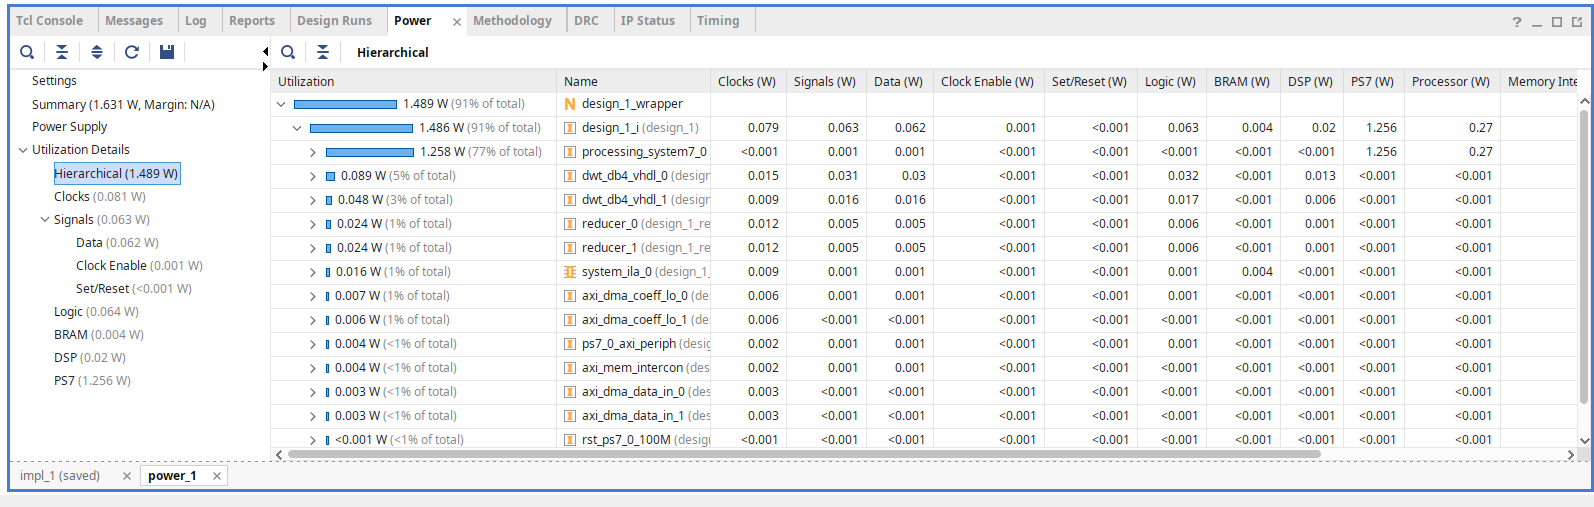 Tcl Console Messages Log Reports Design Runs Power × Methodology DRC IP Status Timing ?
Hierarchical
Settings
Summary (1.631 W, Margin: N/A)
Power Supply
Utilization Details
Hierarchical (1.489 W)
Clocks (0.081 W)
Signals (0.063 W)
Data (0.062 W)
Clock Enable (0.001 W)
Set/Reset (<0.001 W)
Logic (0.064 W)
BRAM (0.004 W)
DSP (0.02 W)
PS7 (1.256 W)
Utilization Name Clocks (W) Signals (W) Data (W) Clock Enable (W) Set/Reset (W) Logic (W) BRAM (W) DSP (W) PS7 (W) Processor (W) Memory Inte
1.489 W (91% of total) N design_1_wrapper
1.486 W (91% of total) design_1_i (design_1) 0.079 0.063 0.062 0.001 <0.001 0.063 0.004 0.02 1.256 0.27
1.258 W (77% of total) processing_system7_0 <0.001 0.001 0.001 <0.001 <0.001 <0.001 <0.001 <0.001 1.256 0.27
0.089 W (5% of total) dwt_db4_vhdl_0 (design 0.015 0.031 0.03 <0.001 <0.001 0.032 <0.001 0.013 <0.001 <0.001
0.048 W (3% of total) dwt_db4_vhdl_1 (design 0.009 0.016 0.016 <0.001 <0.001 0.017 <0.001 0.006 <0.001 <0.001
0.024 W (1% of total) reducer_0 (design_1_re 0.012 0.005 0.005 <0.001 <0.001 0.006 <0.001 0.001 <0.001 <0.001
0.024 W (1% of total) reducer_1 (design_1_re 0.012 0.005 0.005 <0.001 <0.001 0.006 <0.001 0.001 <0.001 <0.001
0.016 W (1% of total) system_ila_0 (design_1_ 0.009 0.001 0.001 <0.001 <0.001 0.001 0.004 <0.001 <0.001 <0.001
0.007 W (1% of total) axi_dma_coeff_lo_0 (de 0.006 0.001 0.001 <0.001 <0.001 0.001 <0.001 <0.001 <0.001 <0.001
0.006 W (1% of total) axi_dma_coeff_lo_1 (de 0.006 <0.001 <0.001 <0.001 <0.001 <0.001 <0.001 <0.001 <0.001 <0.001
0.004 W (<1% of total) ps7_0_axi_periph (desig 0.002 0.001 0.001 <0.001 <0.001 0.001 <0.001 <0.001 <0.001 <0.001
0.004 W (<1% of total) axi_mem_intercon (des 0.002 0.001 0.001 <0.001 <0.001 <0.001 <0.001 <0.001 <0.001 <0.001
0.003 W (<1% of total) axi_dma_data_in_0 (des 0.003 <0.001 <0.001 <0.001 <0.001 <0.001 <0.001 <0.001 <0.001 <0.001
0.003 W (<1% of total) axi_dma_data_in_1 (des 0.003 <0.001 <0.001 <0.001 <0.001 <0.001 <0.001 <0.001 <0.001 <0.001
<0.001 W (<1% of total) rst_ps7_0_100M (desig <0.001 <0.001 <0.001 <0.001 <0.001 <0.001 <0.001 <0.001 <0.001 <0.001
impl_1 (saved) × power_1 ×